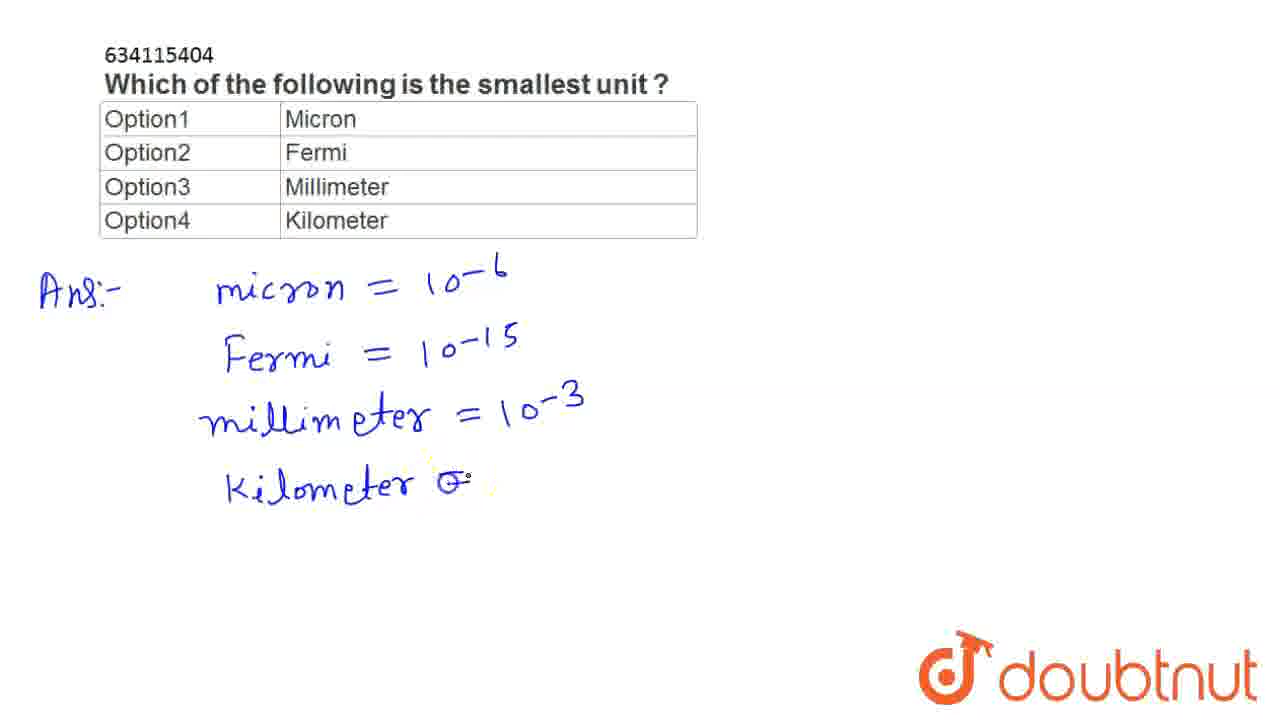 634115404
Which of the following is the smallest unit ?
Option1 Micron
Option2 Fermi
Option3 Millimeter
Option4 Kilometer
Ans:- micron = 10⁻⁶
Fermi = 10⁻¹⁵
millimeter = 10⁻³
Kilometer =
doubtnut